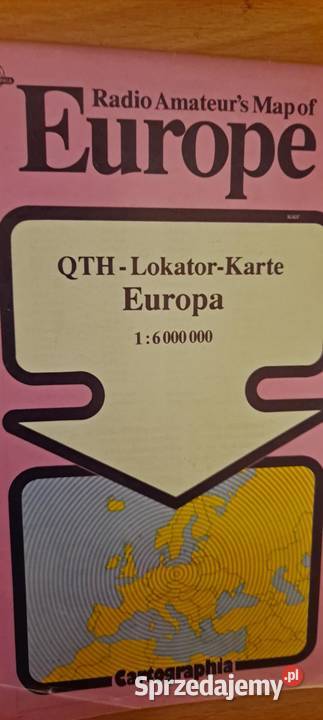 Radio Amateur's Map of
Europe
QTH - Lokator-Karte
Europa
1:6 000 000
Cartographia
Sprzedajemy.pl